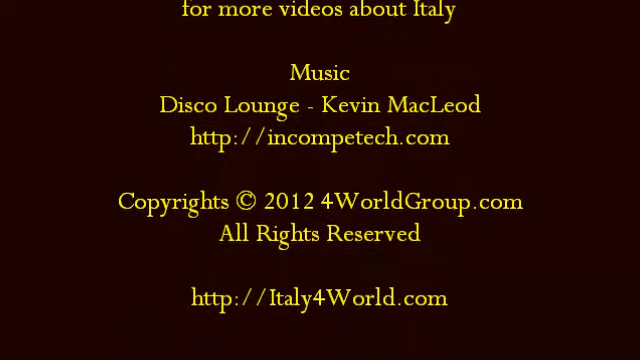 for more videos about Italy
Music
Disco Lounge - Kevin MacLeod
http://incompetech.com
Copyrights © 2012 4WorldGroup.com
All Rights Reserved
http://Italy4World.com